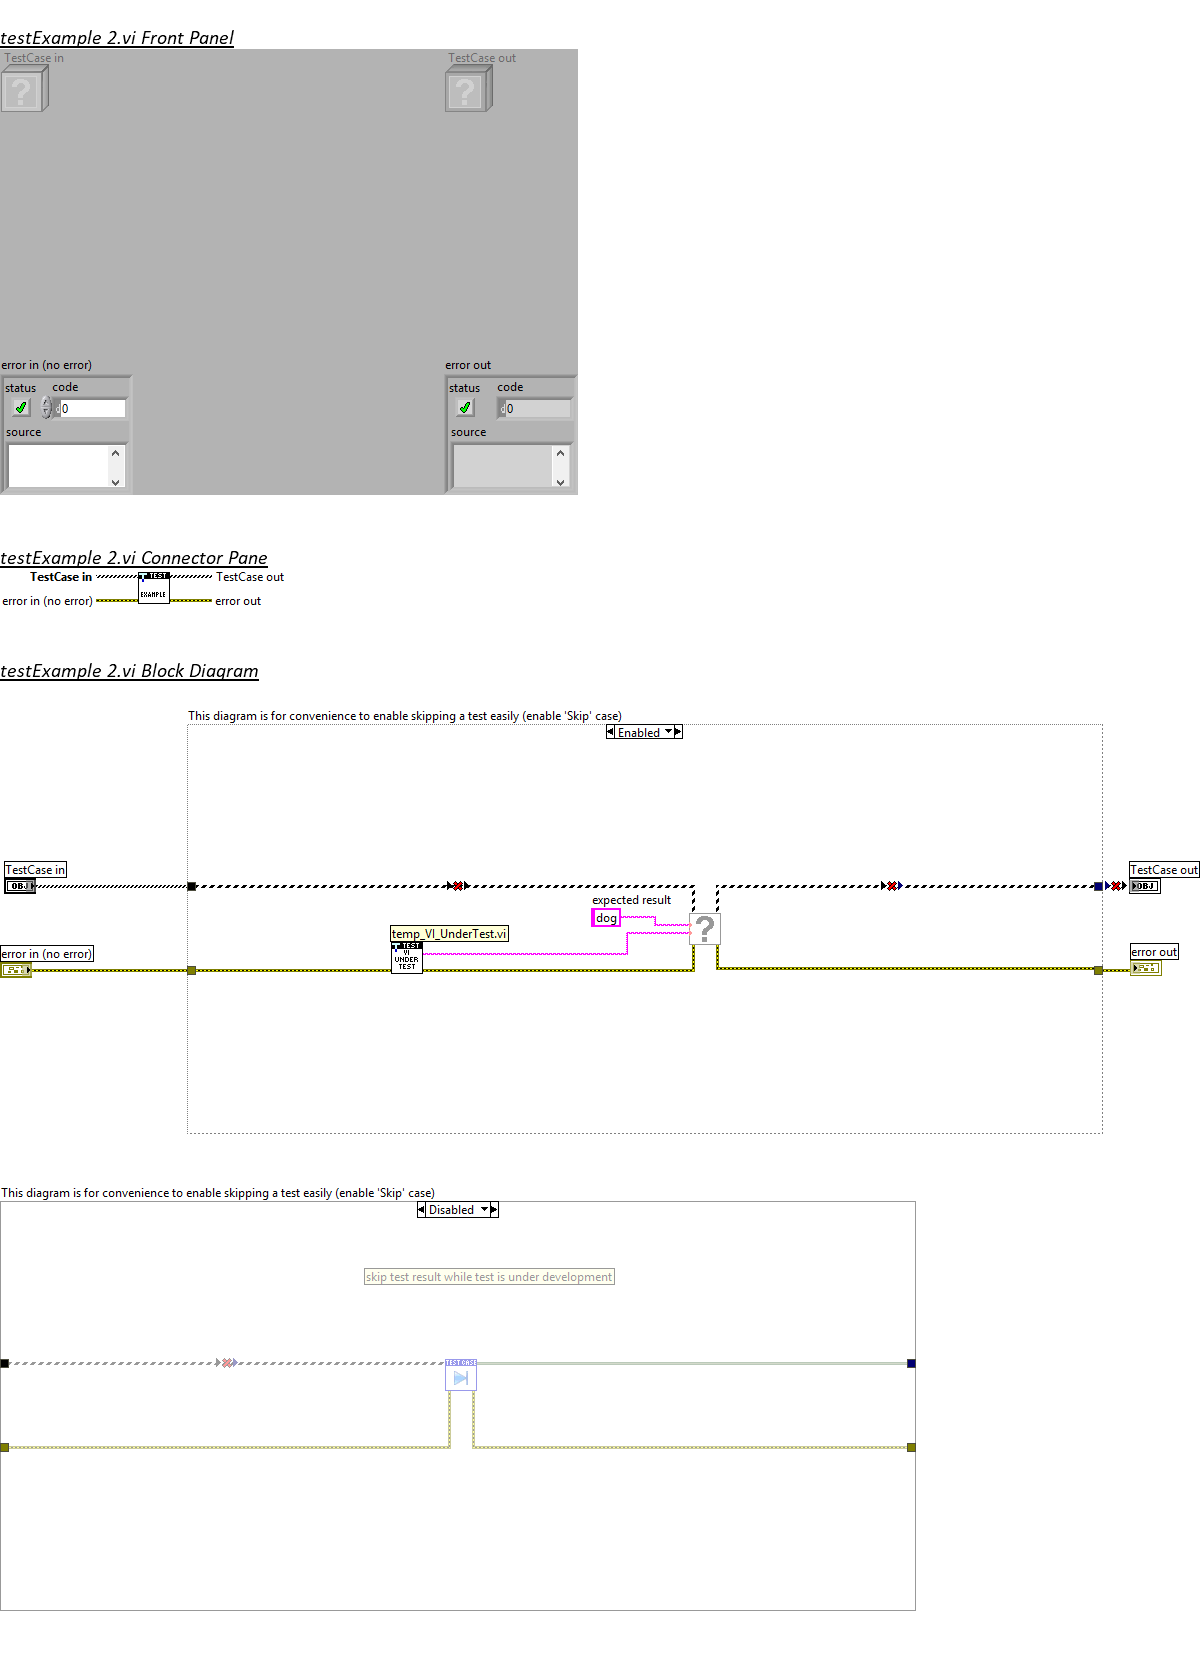 testExample 2.vi Front Panel
TestCase in
TestCase out
?
?
error in (no error)
error out
status code
status code
d0
d0
source
source
testExample 2.vi Connector Pane
TestCase in
TestCase out
TEST
EXAMPLE
error in (no error)
error out
testExample 2.vi Block Diagram
This diagram is for convenience to enable skipping a test easily (enable 'Skip' case)
Enabled
TestCase in
OBJ
TestCase out
OBJ
expected result
dog
?
temp_VI_UnderTest.vi
TEST
VI
UNDER
TEST
error in (no error)
error out
This diagram is for convenience to enable skipping a test easily (enable 'Skip' case)
Disabled
skip test result while test is under development
TEST CASE